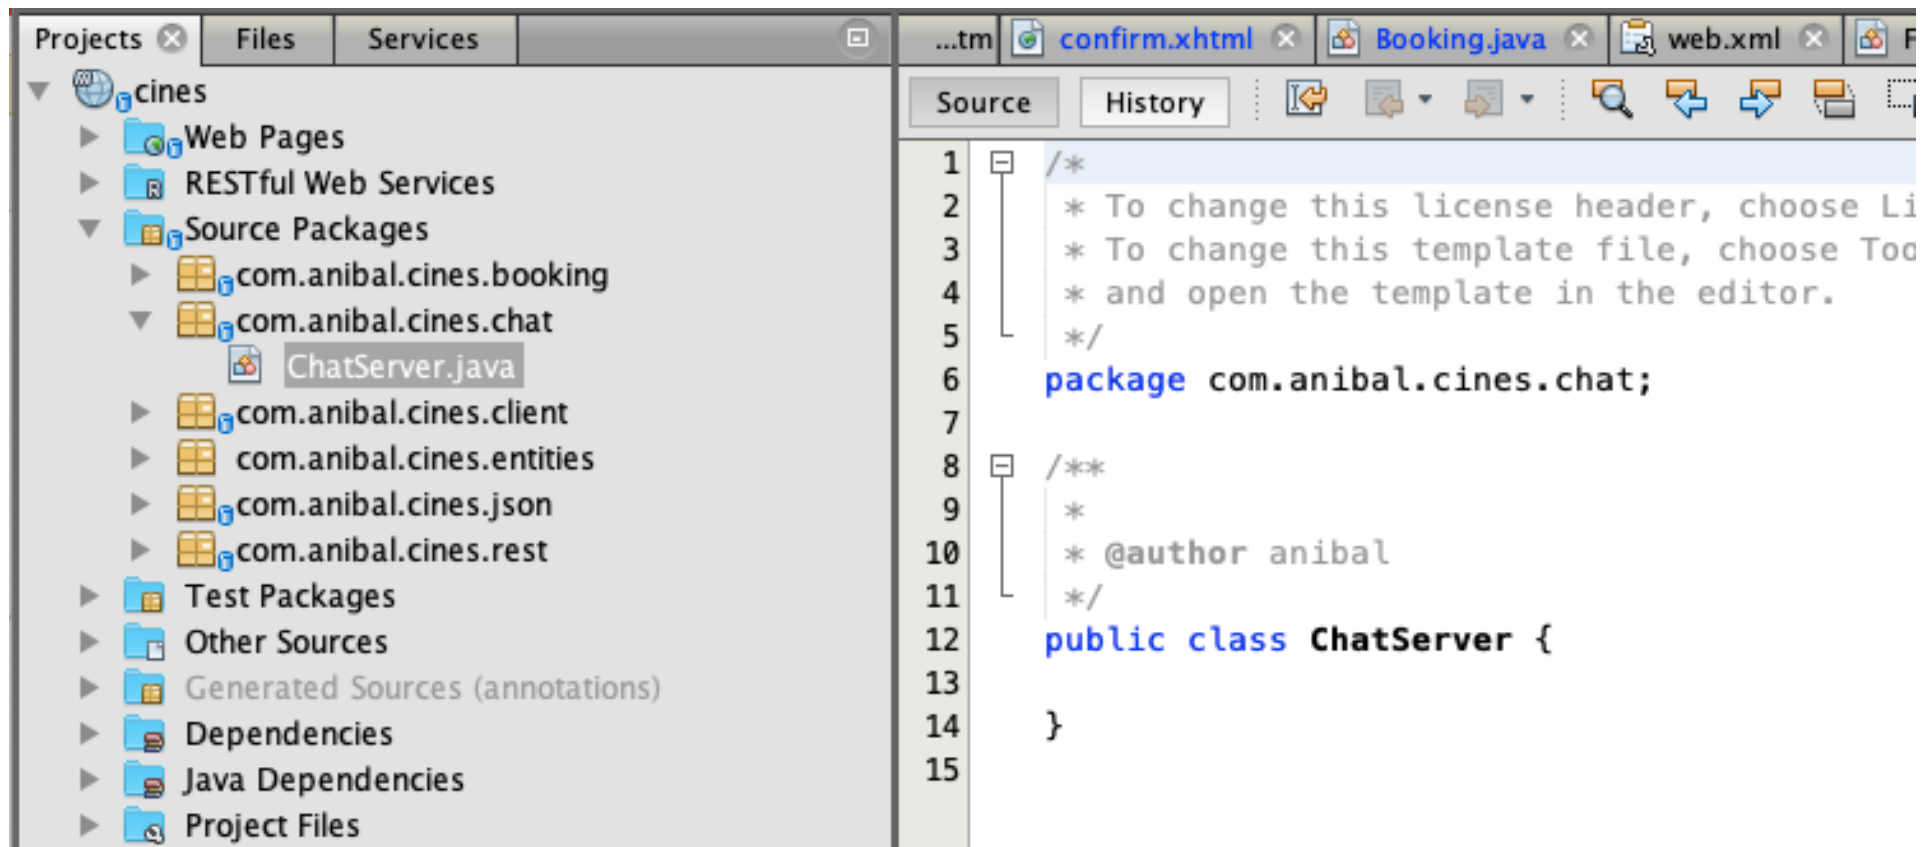 Projects Files Services
cines
Web Pages
RESTful Web Services
Source Packages
com.anibal.cines.booking
com.anibal.cines.chat
ChatServer.java
com.anibal.cines.client
com.anibal.cines.entities
com.anibal.cines.json
com.anibal.cines.rest
Test Packages
Other Sources
Generated Sources (annotations)
Dependencies
Java Dependencies
Project Files
...tm confirm.xhtml Booking.java web.xml F
Source History
1 /*
2 * To change this license header, choose Li
3 * To change this template file, choose Too
4 * and open the template in the editor.
5 */
6 package com.anibal.cines.chat;
7
8 /**
9 *
10 * @author anibal
11 */
12 public class ChatServer {
13
14 }
15